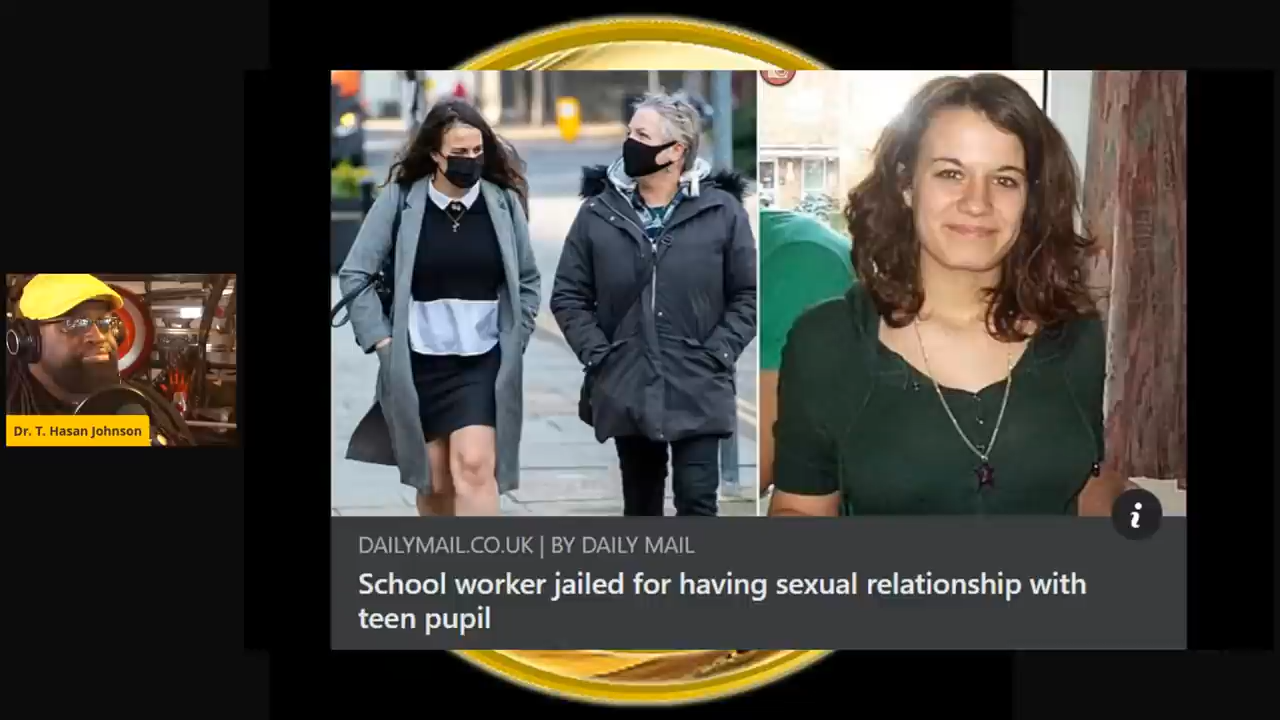 Dr. T. Hasan Johnson
DAILYMAIL.CO.UK | BY DAILY MAIL
School worker jailed for having sexual relationship with
teen pupil
i